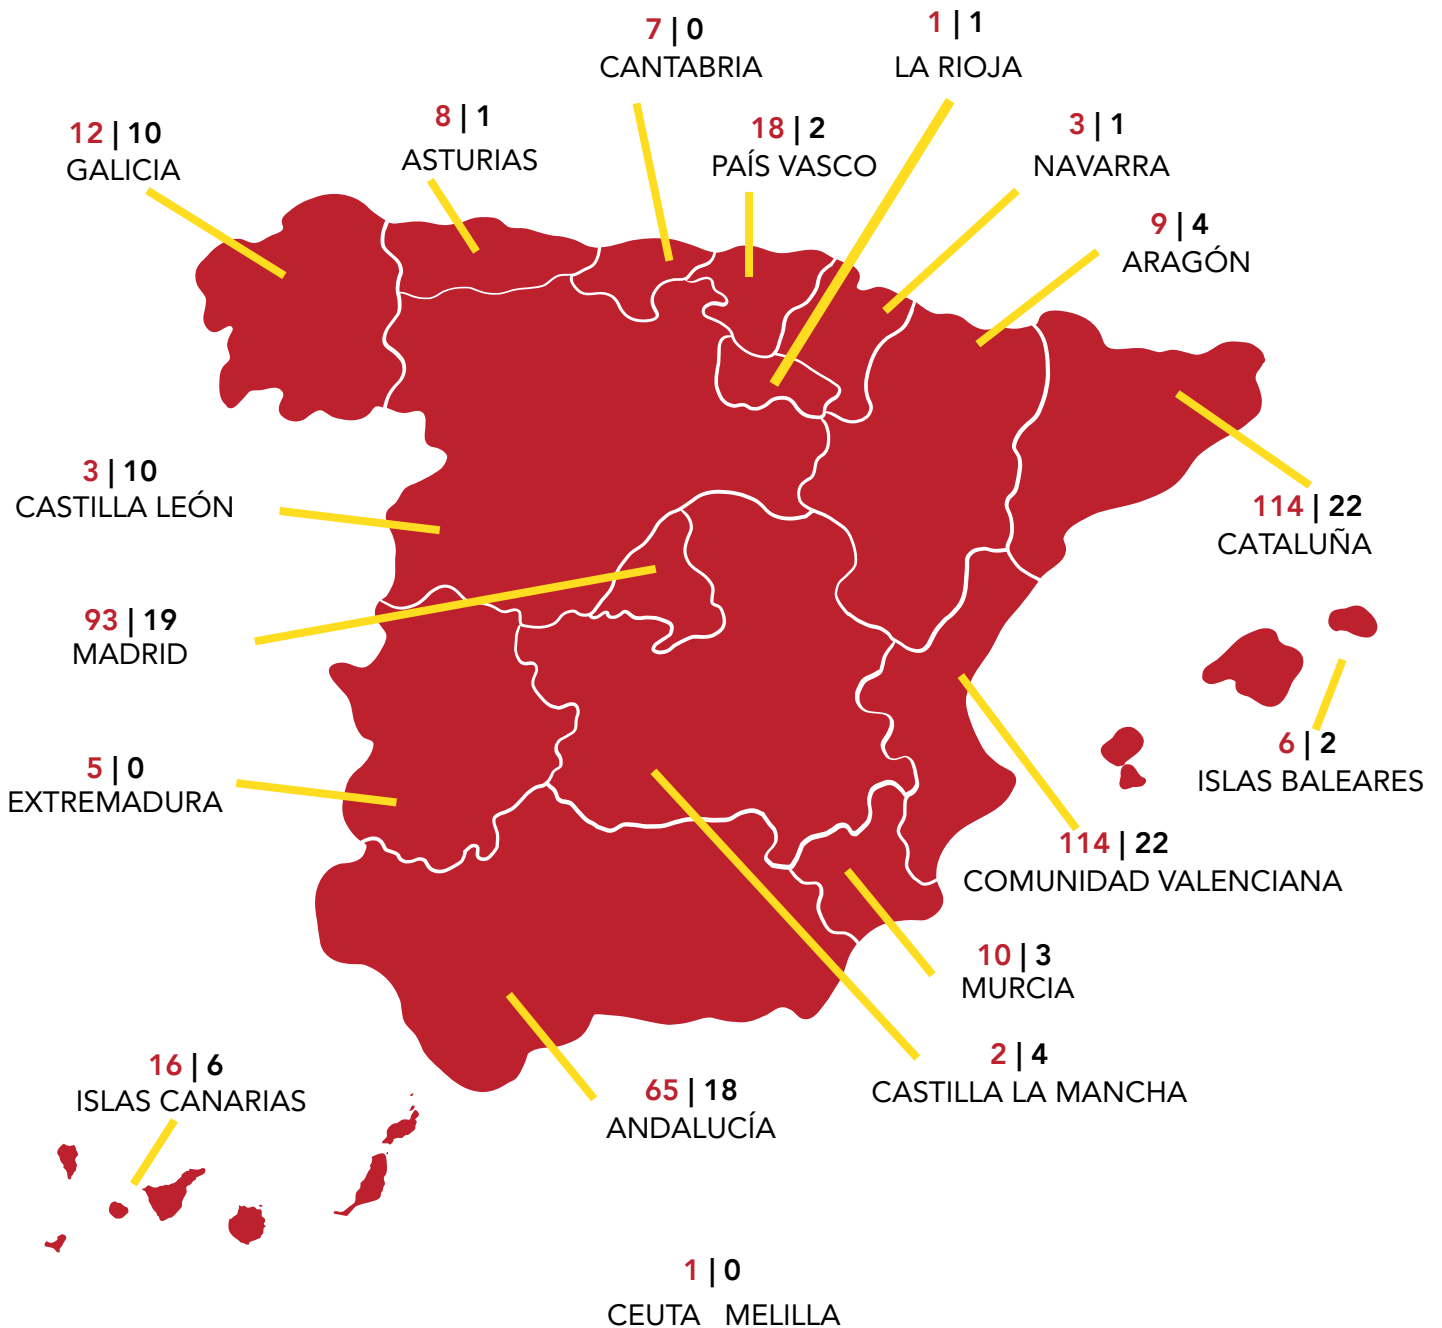 7 | 0
CANTABRIA
1 | 1
LA RIOJA
12 | 10
GALICIA
8 | 1
ASTURIAS
18 | 2
PAÍS VASCO
3 | 1
NAVARRA
9 | 4
ARAGÓN
3 | 10
CASTILLA LEÓN
114 | 22
CATALUÑA
93 | 19
MADRID
6 | 2
ISLAS BALEARES
5 | 0
EXTREMADURA
114 | 22
COMUNIDAD VALENCIANA
10 | 3
MURCIA
2 | 4
CASTILLA LA MANCHA
16 | 6
ISLAS CANARIAS
65 | 18
ANDALUCÍA
1 | 0
CEUTA MELILLA